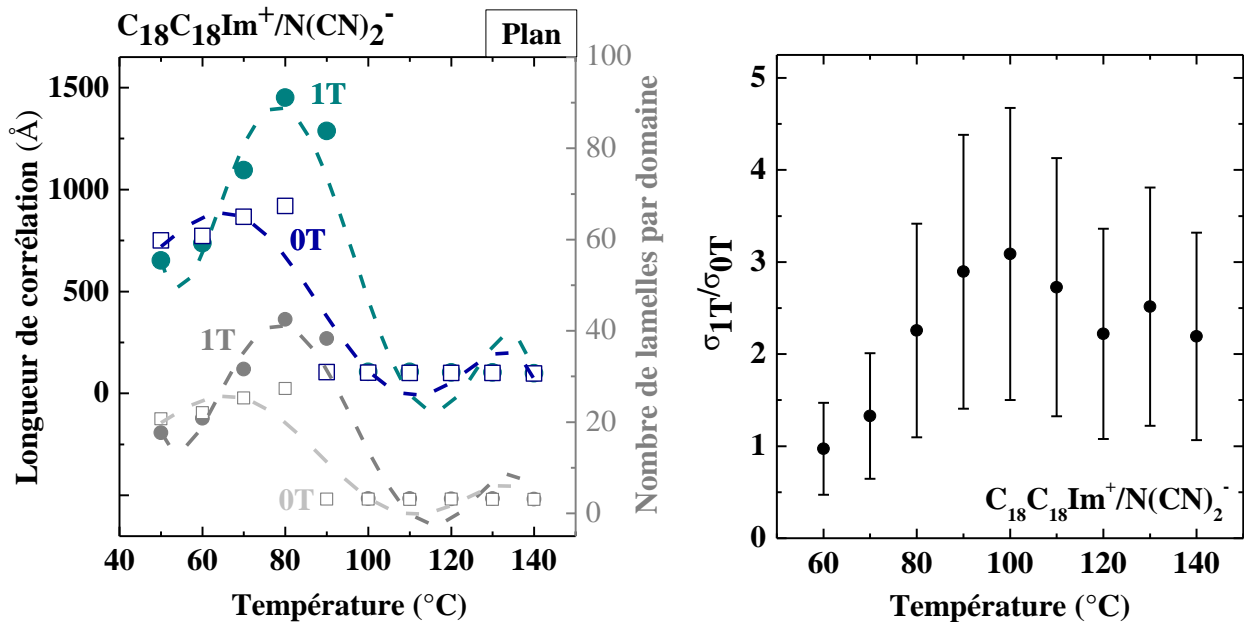 C₁₈C₁₈Im⁺/N(CN)₂⁻
Plan
Longueur de corrélation (Å)
1500
1000
500
0
1T
0T
1T
0T
100
80
60
40
20
0
Nombre de lamelles par domaine
40 60 80 100 120 140
Température (°C)
σ1T/σ0T
5
4
3
2
1
0
C₁₈C₁₈Im⁺/N(CN)₂⁻
60 80 100 120 140
Température (°C)